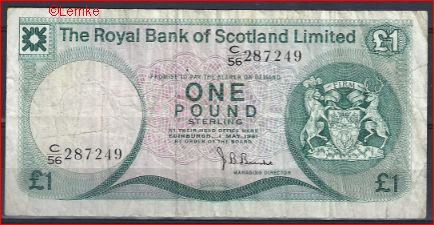 ©Lemke
The Royal Bank of Scotland Limited £1
C/56 287249
PROMISE TO PAY THE BEARER ON DEMAND
ONE
POUND
STERLING
AT THEIR HEAD OFFICE HERE
EDINBURGH, MAY, 1981
BY ORDER OF THE BOARD
C/56 287249
£1
MANAGING DIRECTOR
£1